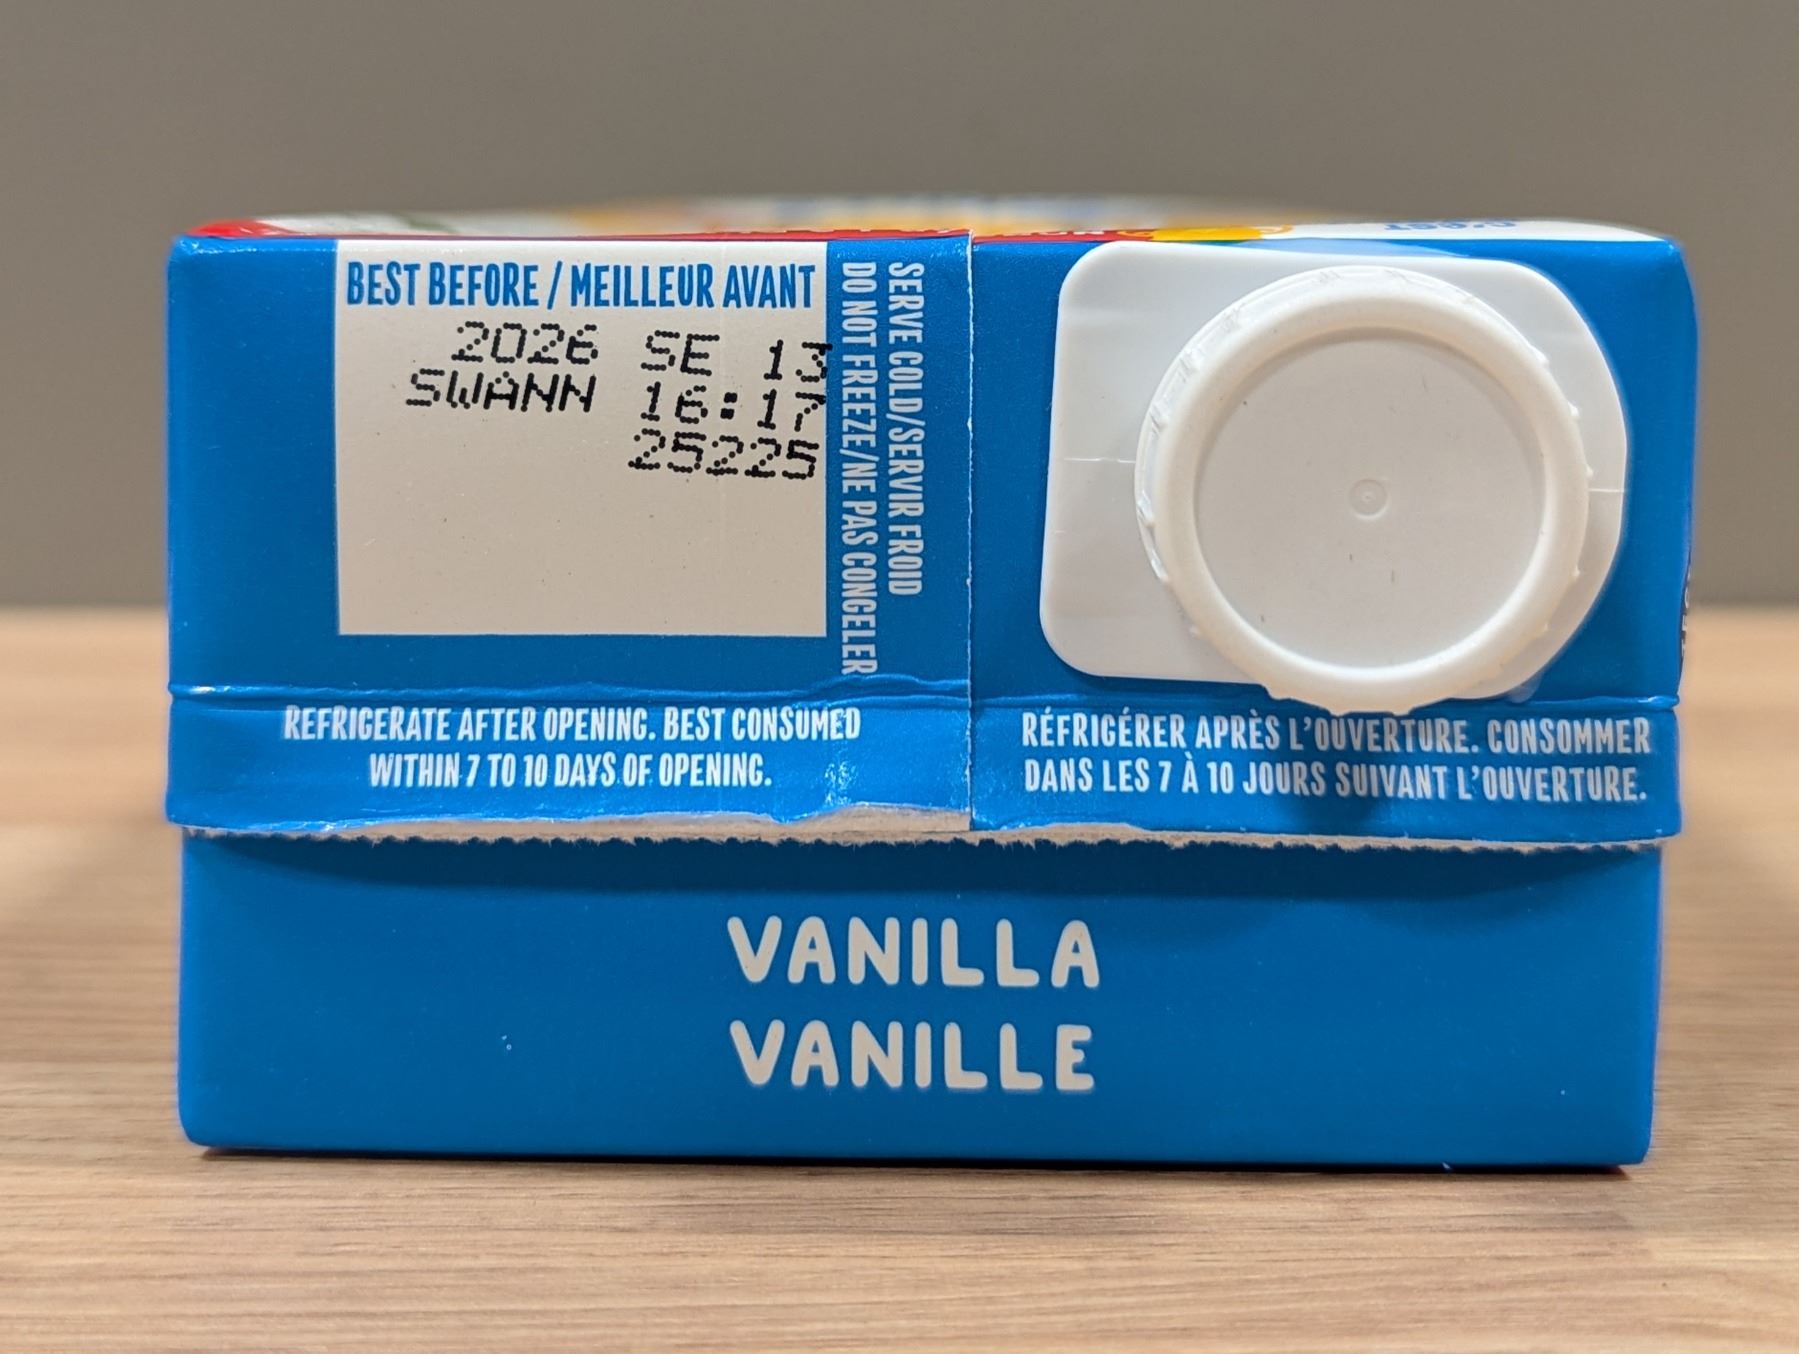 BEST BEFORE / MEILLEUR AVANT
2026 SE 13
SWANN 16:17
25225
SERVE COLD/SERVIR FROID
DO NOT FREEZE/NE PAS CONGELER
REFRIGERATE AFTER OPENING. BEST CONSUMED
WITHIN 7 TO 10 DAYS OF OPENING.
RÉFRIGÉRER APRÈS L'OUVERTURE. CONSOMMER
DANS LES 7 À 10 JOURS SUIVANT L'OUVERTURE.
VANILLA
VANILLE